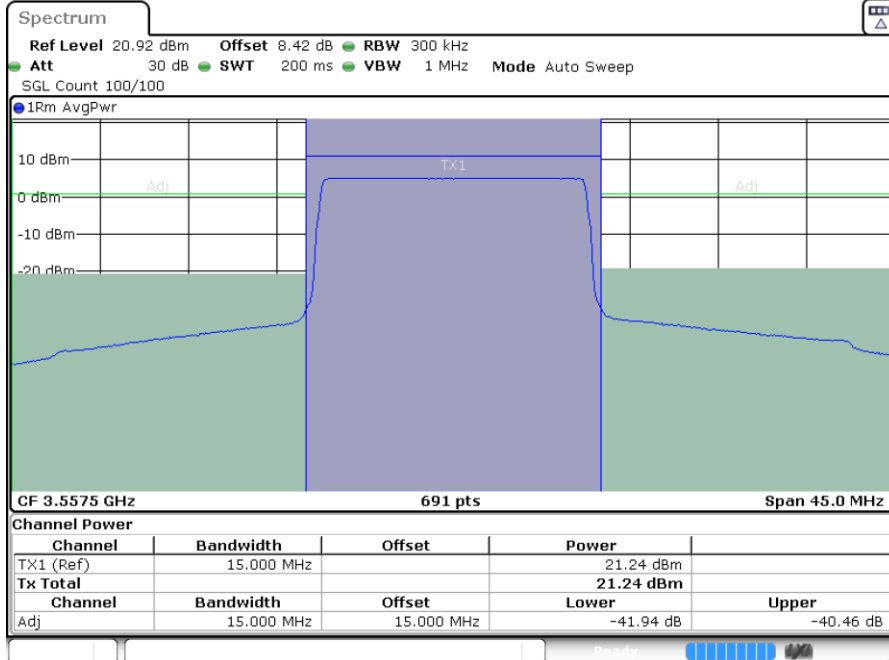 Spectrum
Ref Level 20.92 dBm Offset 8.42 dB RBW 300 kHz
Att 30 dB SWT 200 ms VBW 1 MHz Mode Auto Sweep
SGL Count 100/100
1Rm AvgPwr
10 dBm
TX1
Adj Adj
0 dBm
-10 dBm
-20 dBm
CF 3.5575 GHz 691 pts Span 45.0 MHz
Channel Power
Channel Bandwidth Offset Power
TX1 (Ref) 15.000 MHz 21.24 dBm
Tx Total 21.24 dBm
Channel Bandwidth Offset Lower Upper
Adj 15.000 MHz 15.000 MHz -41.94 dB -40.46 dB
Ready